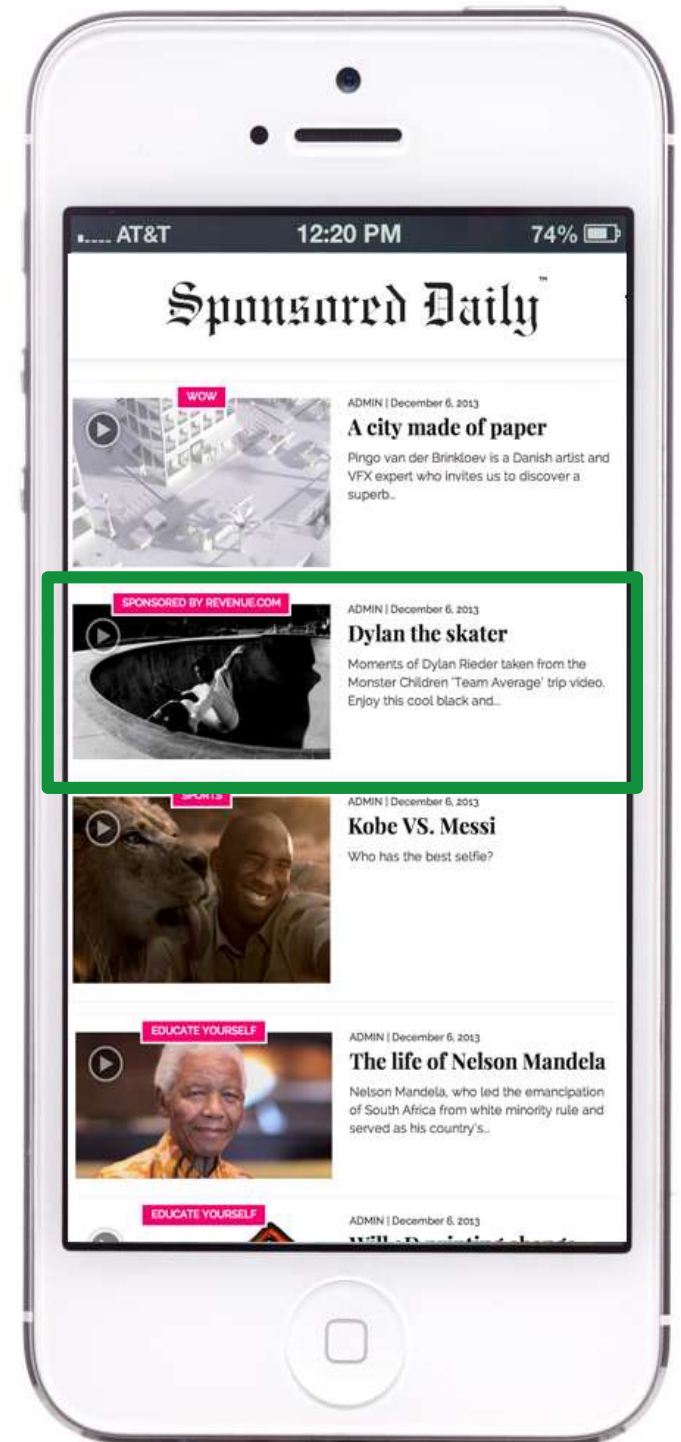 AT&T 12:20 PM 74%
Sponsored Daily™
WOW
ADMIN | December 6, 2013
A city made of paper
Pingo van der Brinkloev is a Danish artist and
VFX expert who invites us to discover a
superb...
SPONSORED BY REVENUE.COM
ADMIN | December 6, 2013
Dylan the skater
Moments of Dylan Rieder taken from the
Monster Children 'Team Average' trip video.
Enjoy this cool black and...
SPORTS
ADMIN | December 6, 2013
Kobe VS. Messi
Who has the best selfie?
EDUCATE YOURSELF
ADMIN | December 6, 2013
The life of Nelson Mandela
Nelson Mandela, who led the emancipation
of South Africa from white minority rule and
served as his country's...
EDUCATE YOURSELF
ADMIN | December 6, 2013
Will 3D printing change